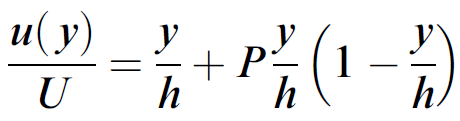 u(y)/U = y/h + P y/h (1 − y/h)